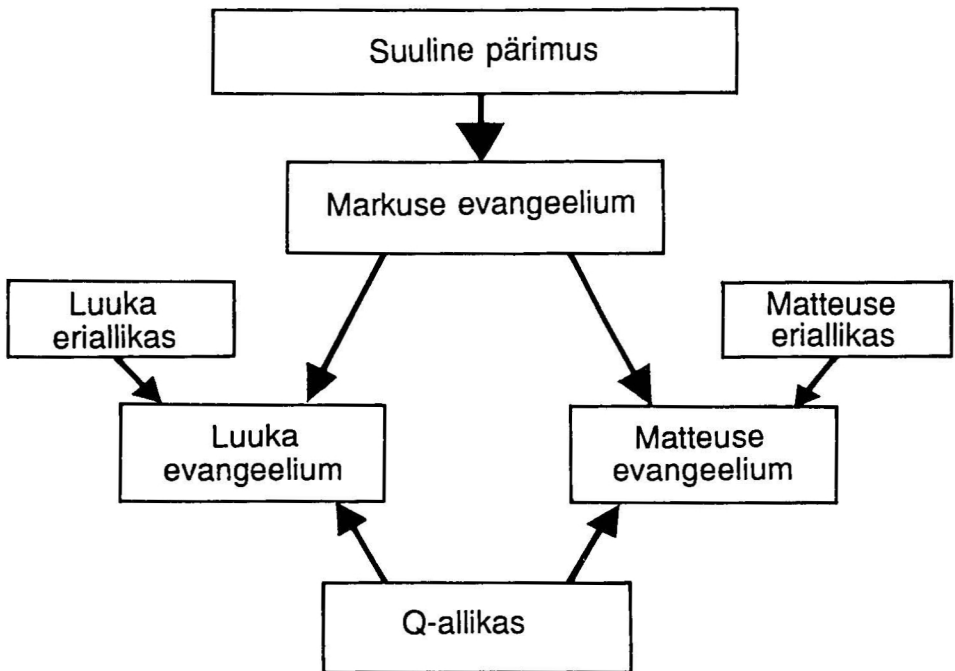 Suuline pärimus
Markuse evangeelium
Luuka
eriallikas
Matteuse
eriallikas
Luuka
evangeelium
Matteuse
evangeelium
Q-allikas